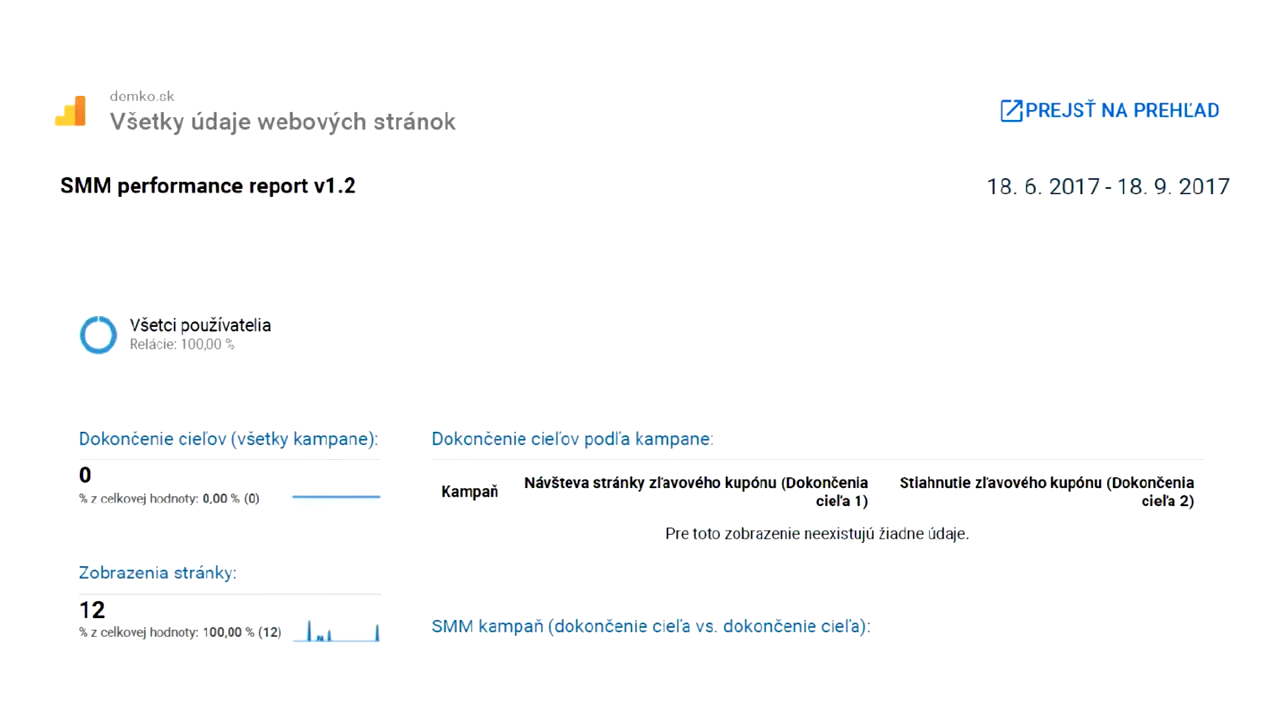 demko.sk
Všetky údaje webových stránok
PREJSŤ NA PREHĽAD
SMM performance report v1.2
18. 6. 2017 - 18. 9. 2017
Všetci používatelia
Relácie: 100,00 %
Dokončenie cieľov (všetky kampane):
0
% z celkovej hodnoty: 0,00 % (0)
Dokončenie cieľov podľa kampane:
Kampaň
Návšteva stránky zľavového kupónu (Dokončenia
cieľa 1)
Stiahnutie zľavového kupónu (Dokončenia
cieľa 2)
Pre toto zobrazenie neexistujú žiadne údaje.
Zobrazenia stránky:
12
% z celkovej hodnoty: 100,00 % (12)
SMM kampaň (dokončenie cieľa vs. dokončenie cieľa):